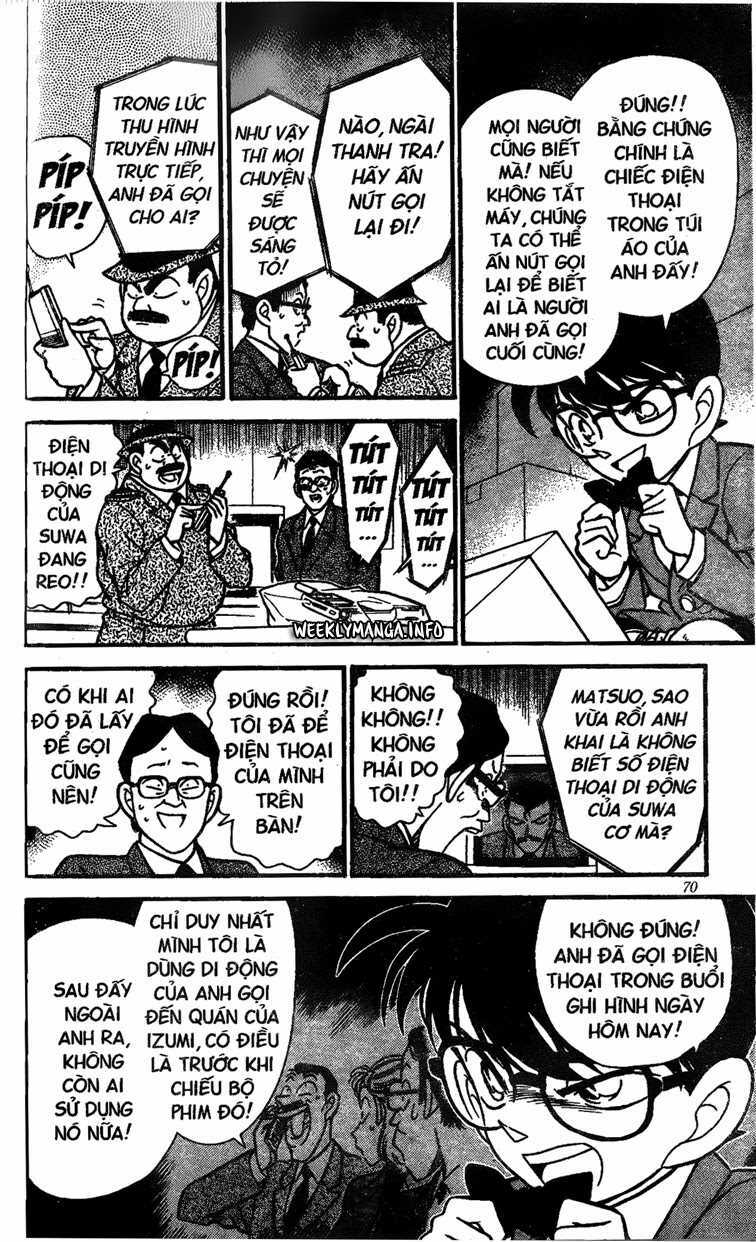 ĐÚNG!!
BẰNG CHỨNG
CHÍNH LÀ
CHIẾC ĐIỆN
THOẠI
TRONG TÚI
ÁO CỦA
ANH ĐẤY!
MỌI NGƯỜI
CŨNG BIẾT
MÀ! NẾU
KHÔNG TẮT
MÁY, CHÚNG
TA CÓ THỂ
ẤN NÚT GỌI
LẠI ĐỂ BIẾT
AI LÀ NGƯỜI
ANH ĐÃ GỌI
CUỐI CÙNG!
NÀO, NGÀI
THANH TRA!
HÃY ẤN
NÚT GỌI
LẠI ĐI!
NHƯ VẬY
THÌ MỌI
CHUYỆN
SẼ
ĐƯỢC
SÁNG
TỎ!
TRONG LÚC
THU HÌNH
TRUYỀN HÌNH
TRỰC TIẾP,
ANH ĐÃ GỌI
CHO AI?
PÍP
PÍP!
PÍP!
TÚT
TÚT
TÚT
...
TÚT
TÚT
TÚT
...
ĐIỆN
THOẠI DI
ĐỘNG
CỦA
SUWA
ĐANG
REO!!
WEEKLYMANGA.INFO
MATSUO, SAO
VỪA RỒI ANH
KHAI LÀ KHÔNG
BIẾT SỐ ĐIỆN
THOẠI DI ĐỘNG
CỦA SUWA
CƠ MÀ?
KHÔNG
KHÔNG!!
KHÔNG
PHẢI DO
TÔI!!
ĐÚNG RỒI!
TÔI ĐÃ ĐỂ
ĐIỆN THOẠI
CỦA MÌNH
TRÊN
BÀN!
CÓ KHI AI
ĐÓ ĐÃ LẤY
ĐỂ GỌI
CŨNG
NÊN!
70
KHÔNG ĐÚNG!
ANH ĐÃ GỌI ĐIỆN
THOẠI TRONG BUỔI
GHI HÌNH NGÀY
HÔM NAY!
CHỈ DUY NHẤT
MÌNH TÔI LÀ
DÙNG DI ĐỘNG
CỦA ANH GỌI
ĐẾN QUÁN CỦA
IZUMI, CÓ ĐIỀU
LÀ TRƯỚC KHI
CHIẾU BỘ
PHIM ĐÓ!
SAU ĐẤY
NGOÀI
ANH RA,
KHÔNG
CÒN AI
SỬ DỤNG
NÓ NỮA!